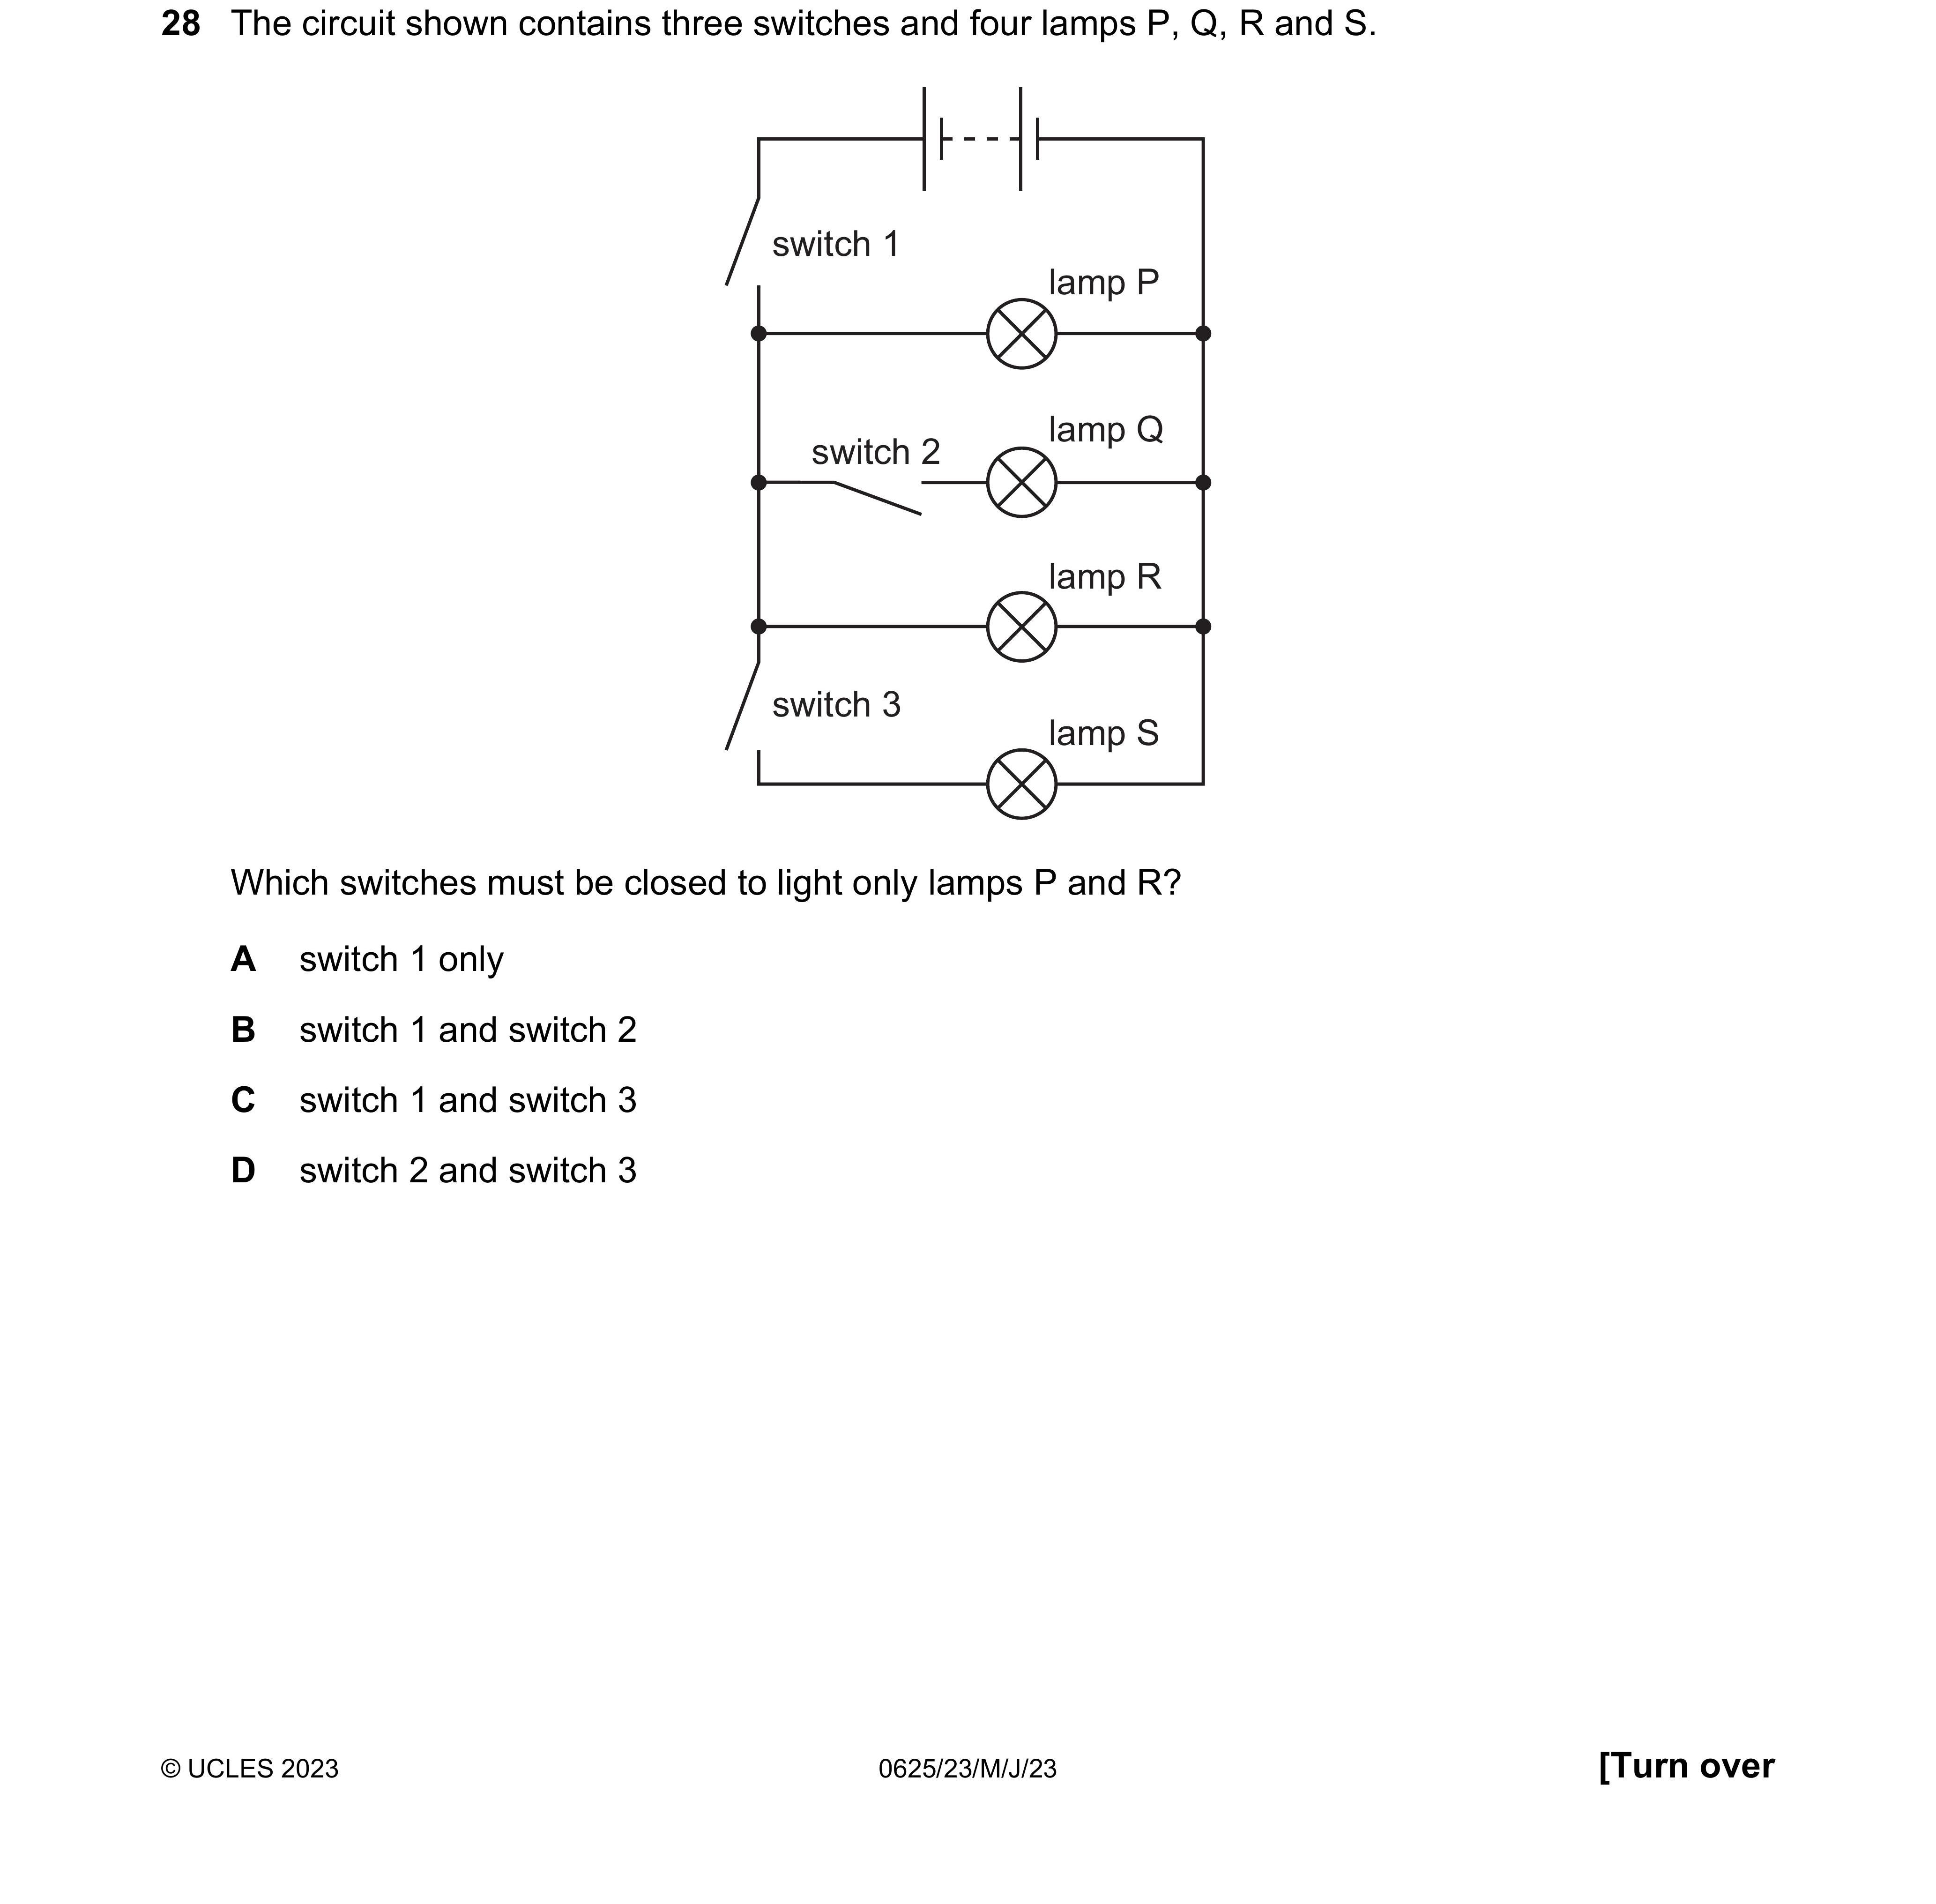 28 The circuit shown contains three switches and four lamps P, Q, R and S.
switch 1
lamp P
lamp Q
switch 2
lamp R
switch 3
lamp S
Which switches must be closed to light only lamps P and R?
A switch 1 only
B switch 1 and switch 2
C switch 1 and switch 3
D switch 2 and switch 3
© UCLES 2023 0625/23/M/J/23 [Turn over